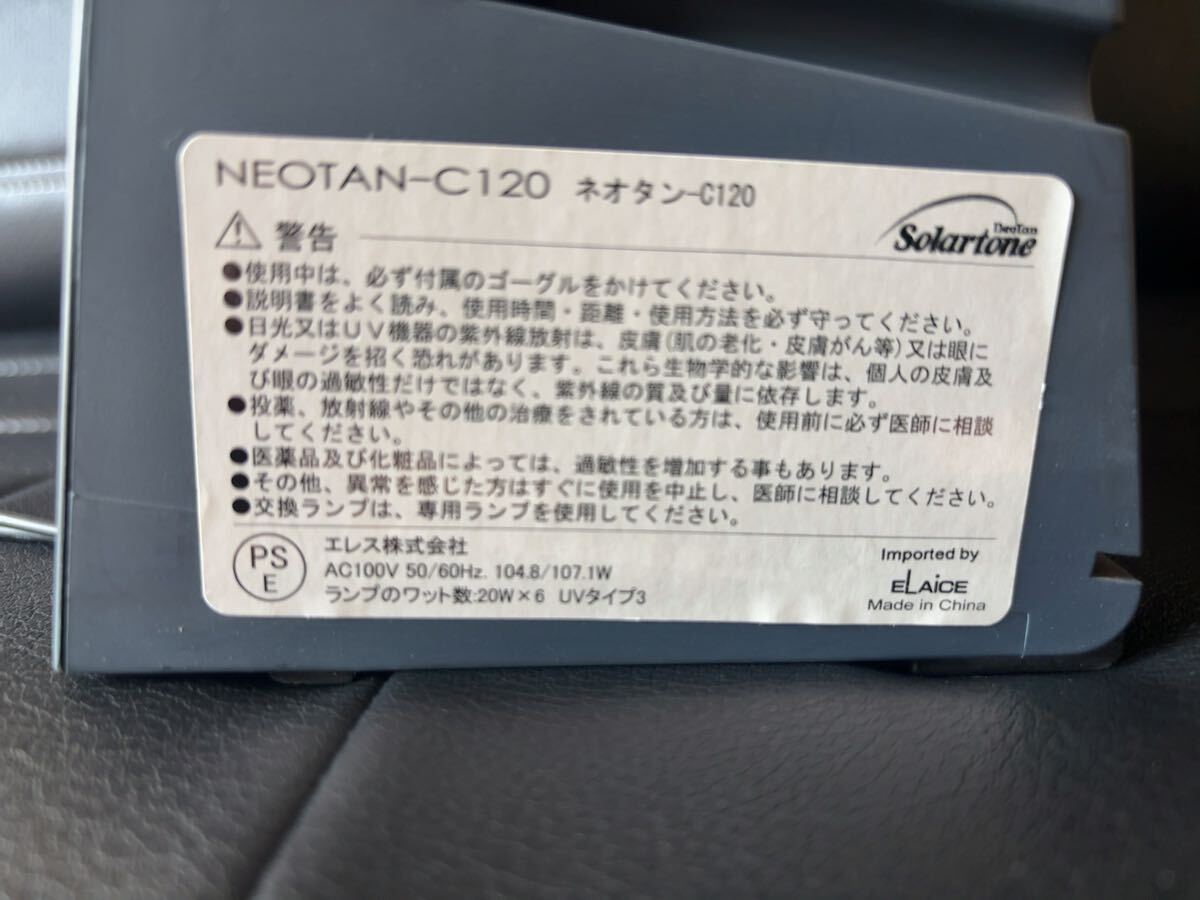 NEOTAN-C120 ネオタン-C120
NeoTan
Solartone
警告
●使用中は、必ず付属のゴーグルをかけてください。
●説明書をよく読み、使用時間・距離・使用方法を必ず守ってください。
●日光又はUV機器の紫外線放射は、皮膚(肌の老化・皮膚がん等)又は眼に
ダメージを招く恐れがあります。これら生物学的な影響は、個人の皮膚及
び眼の過敏性だけではなく、紫外線の質及び量に依存します。
●投薬、放射線やその他の治療をされている方は、使用前に必ず医師に相談
してください。
●医薬品及び化粧品によっては、過敏性を増加する事もあります。
●その他、異常を感じた方はすぐに使用を中止し、医師に相談してください。
●交換ランプは、専用ランプを使用してください。
PS
E
エレス株式会社
AC100V 50/60Hz. 104.8/107.1W
ランプのワット数:20W×6 UVタイプ3
Imported by
ELAiCE
Made in China